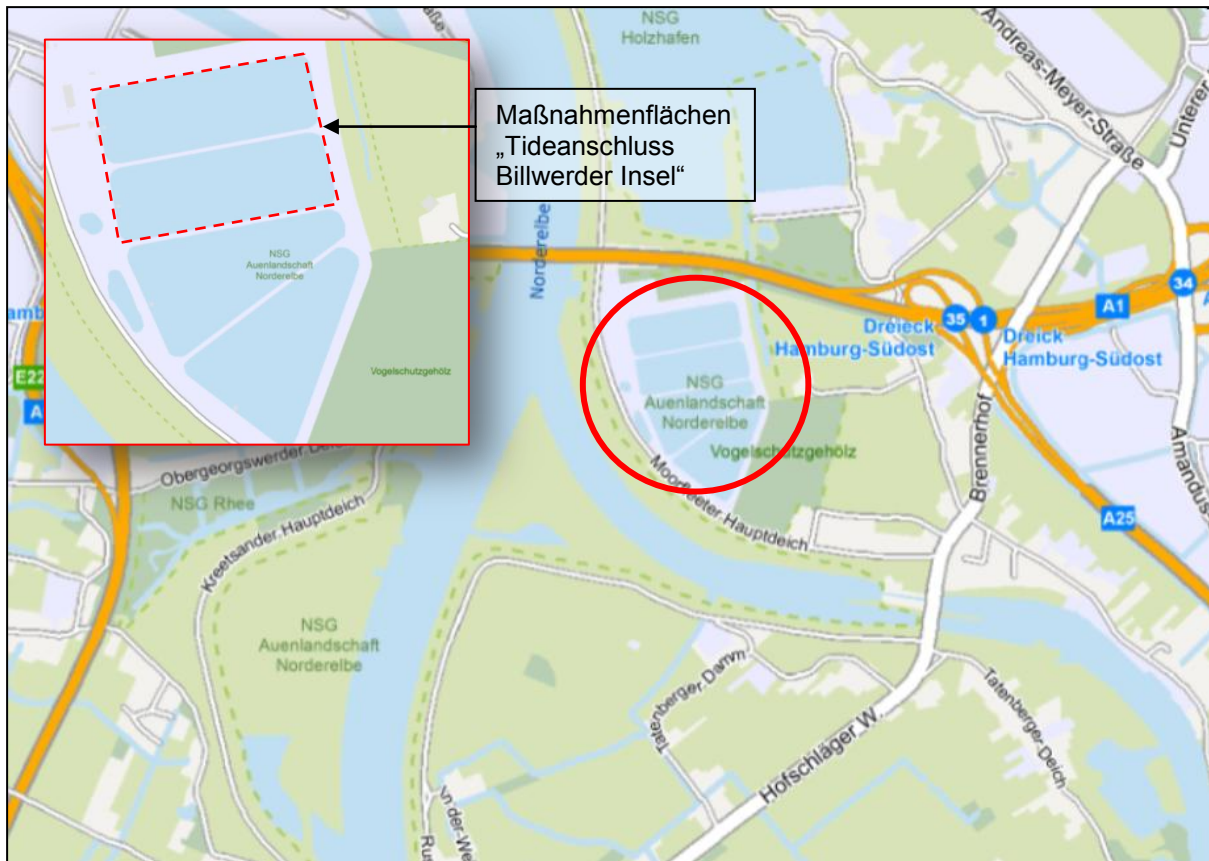 Maßnahmenflächen
„Tideanschluss
Billwerder Insel“
NSG
Auenlandschaft
Norderelbe
Vogelschutzgehölz
NSG
Holzhafen
Andreas-Meyer-Straße
Norderelbe
A1
34
35
1
Dreieck
Hamburg-Südost
Dreick
Hamburg-Südost
E22
A
NSG
Auenlandschaft
Norderelbe
Vogelschutzgehölz
Moorfleeter-Hauptdeich
Brennerhof
A25
Obergeorgswerder
NSG Rhee
Kreetsander-Hauptdeich
NSG
Auenlandschaft
Norderelbe
Tatenberger-Damm
Tatenberger-Deich
Hofschläger W.